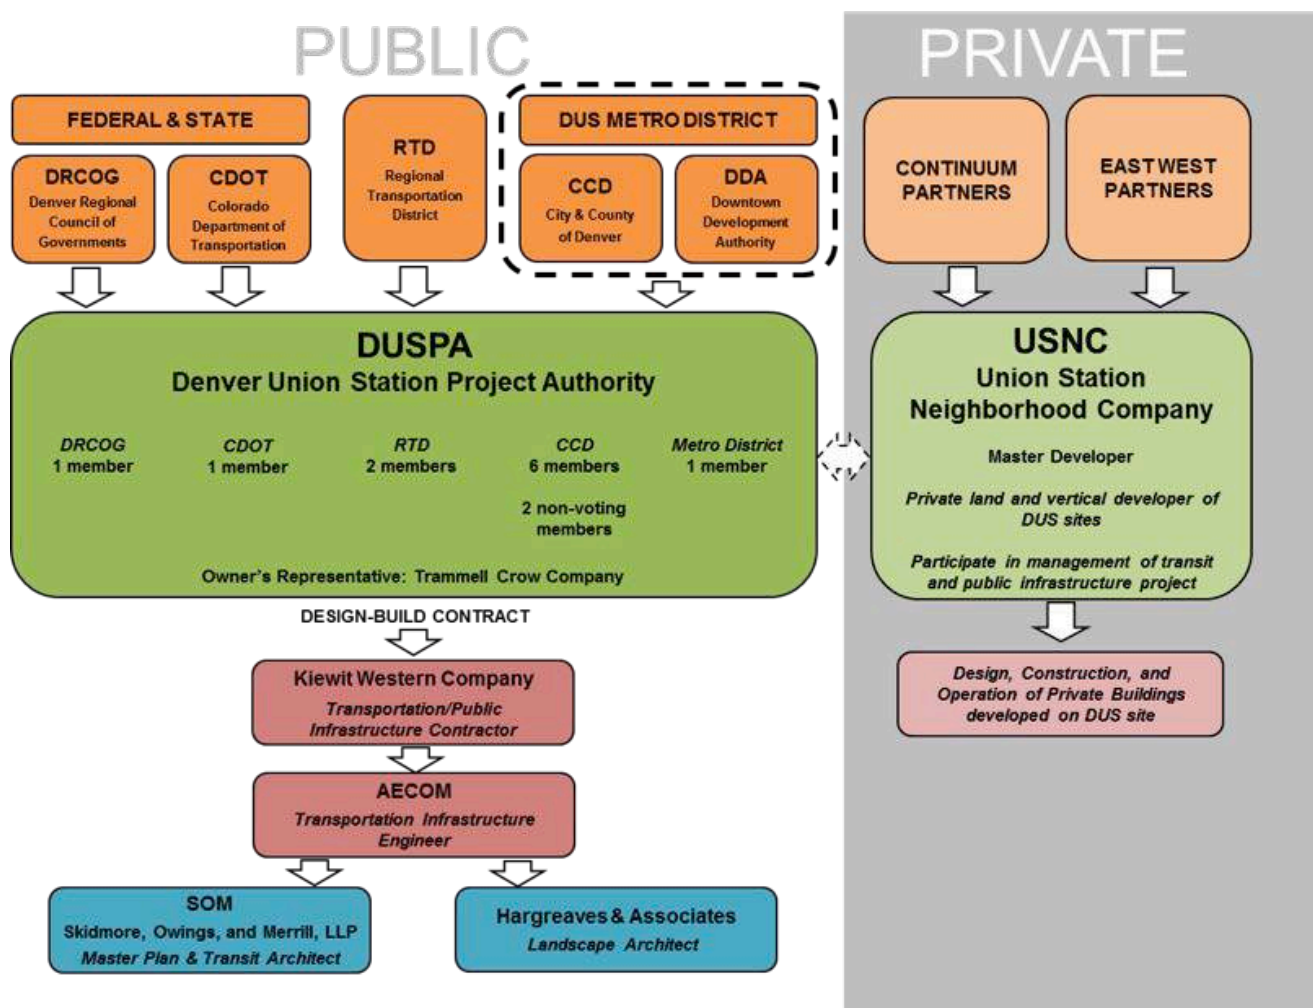 PUBLIC
PRIVATE
FEDERAL & STATE
DRCOG
Denver Regional
Council of
Governments
CDOT
Colorado
Department of
Transportation
RTD
Regional
Transportation
District
DUS METRO DISTRICT
CCD
City & County
of Denver
DDA
Downtown
Development
Authority
CONTINUUM
PARTNERS
EAST WEST
PARTNERS
DUSPA
Denver Union Station Project Authority
DRCOG
1 member
CDOT
1 member
RTD
2 members
CCD
6 members
2 non-voting
members
Metro District
1 member
Owner's Representative: Trammell Crow Company
USNC
Union Station
Neighborhood Company
Master Developer
Private land and vertical developer of
DUS sites
Participate in management of transit
and public infrastructure project
DESIGN-BUILD CONTRACT
Kiewit Western Company
Transportation/Public
Infrastructure Contractor
AECOM
Transportation Infrastructure
Engineer
SOM
Skidmore, Owings, and Merrill, LLP
Master Plan & Transit Architect
Hargreaves & Associates
Landscape Architect
Design, Construction, and
Operation of Private Buildings
developed on DUS site